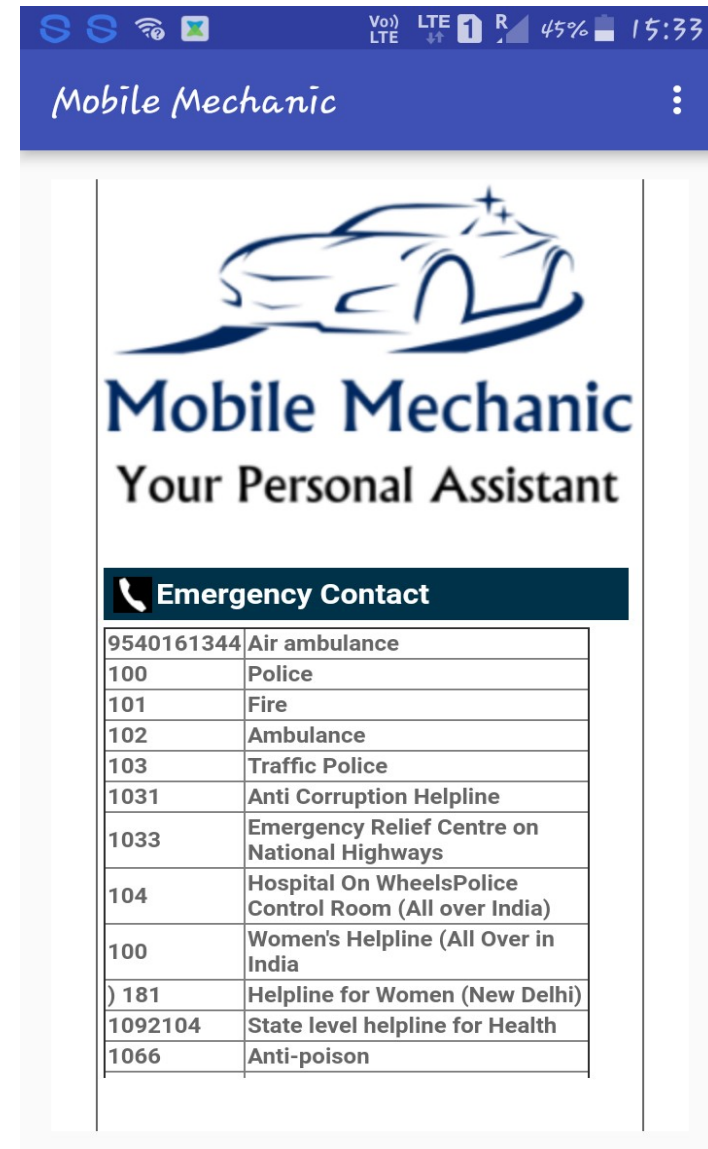 Vo)) LTE LTE 1 R 45% 15:33
Mobile Mechanic
Mobile Mechanic
Your Personal Assistant
Emergency Contact
9540161344 Air ambulance
100 Police
101 Fire
102 Ambulance
103 Traffic Police
1031 Anti Corruption Helpline
1033 Emergency Relief Centre on
National Highways
104 Hospital On WheelsPolice
Control Room (All over India)
100 Women's Helpline (All Over in
India
) 181 Helpline for Women (New Delhi)
1092104 State level helpline for Health
1066 Anti-poison